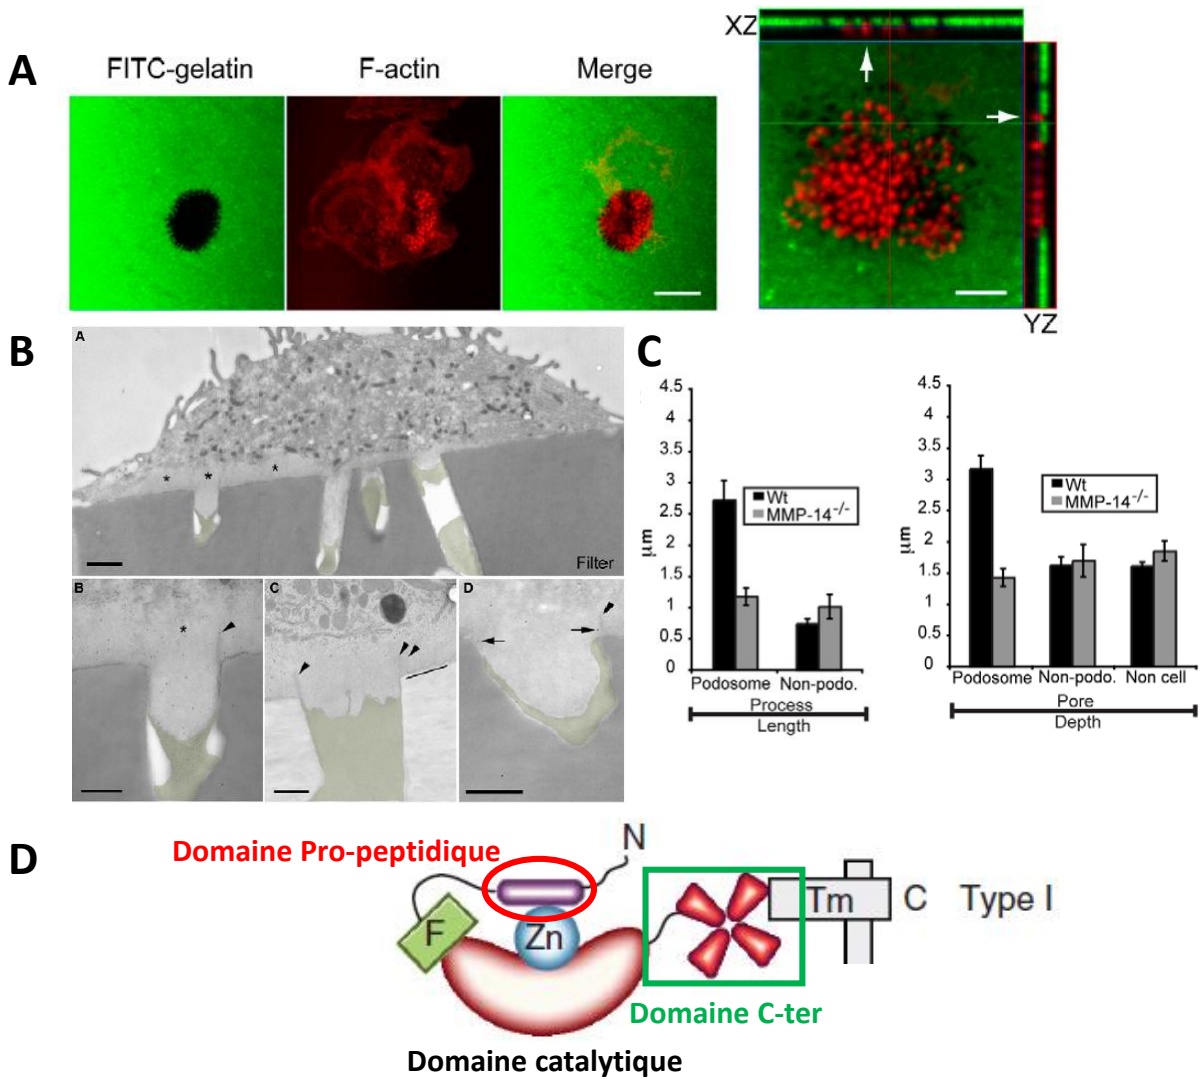 A
FITC-gelatin
F-actin
Merge
XZ
YZ
B
A
*
*
*
Filter
B
*
C
D
C
4.5
4
3.5
3
2.5
2
1.5
1
0.5
0
µm
Wt
MMP-14-/-
Podosome Non-podo.
Process
Length
4.5
4
3.5
3
2.5
2
1.5
1
0.5
0
µm
Wt
MMP-14-/-
Podosome Non-podo. Non cell
Pore
Depth
D
Domaine Pro-peptidique
N
F
Zn
Tm
C
Type I
Domaine C-ter
Domaine catalytique